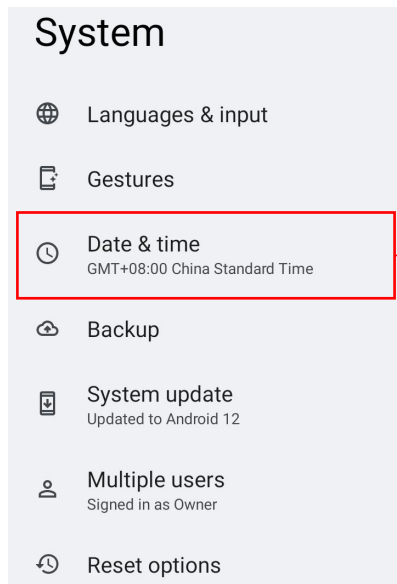 System
Languages & input
Gestures
Date & time
GMT+08:00 China Standard Time
Backup
System update
Updated to Android 12
Multiple users
Signed in as Owner
Reset options